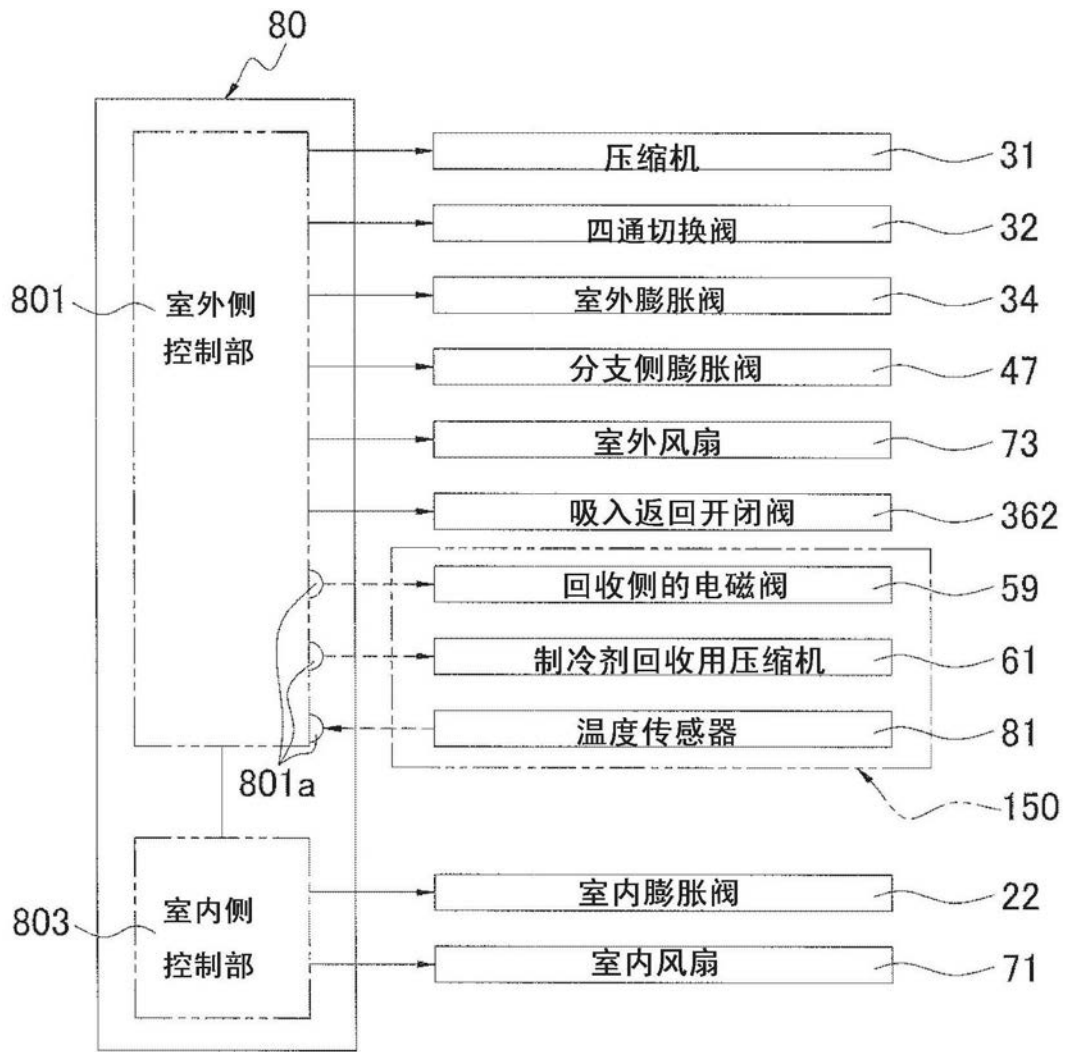 80
压缩机 31
四通切换阀 32
801 室外侧 室外膨胀阀 34
控制部 分支侧膨胀阀 47
室外风扇 73
吸入返回开闭阀 362
回收侧的电磁阀 59
制冷剂回收用压缩机 61
温度传感器 81
801a
150
室内膨胀阀 22
803 室内侧
控制部 室内风扇 71